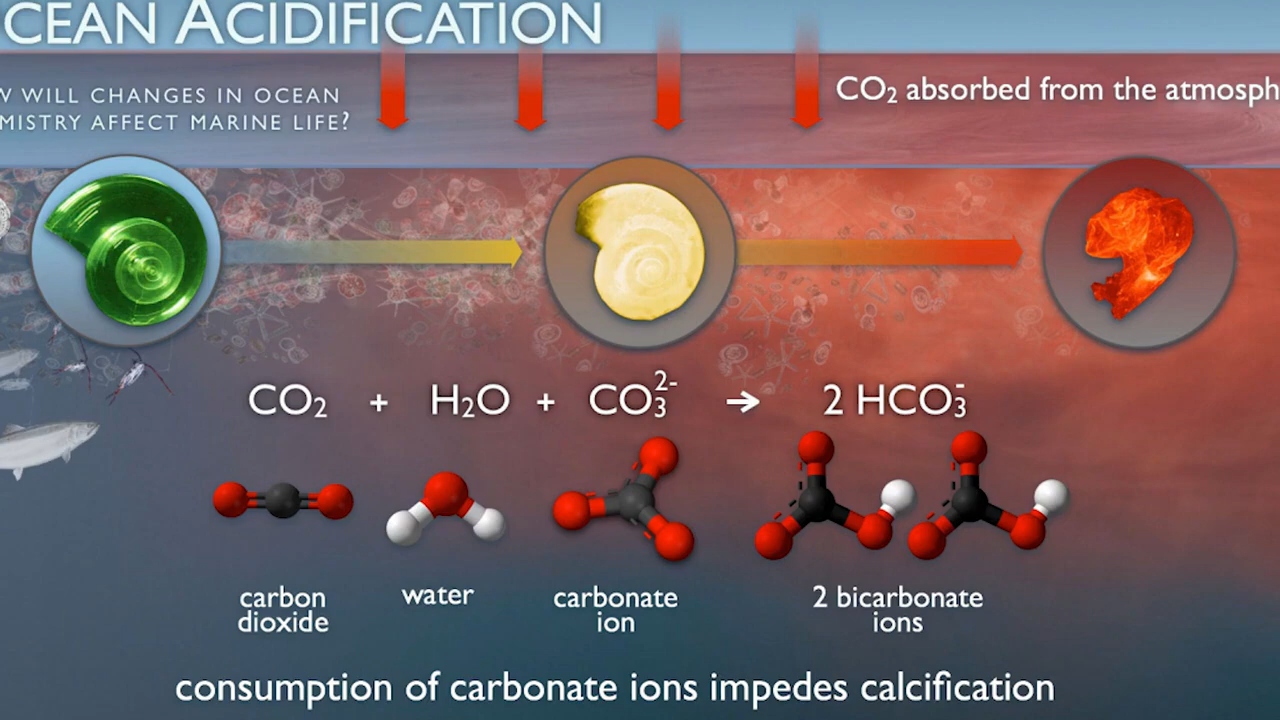 CEAN ACIDIFICATION
W WILL CHANGES IN OCEAN
MISTRY AFFECT MARINE LIFE?
CO₂ absorbed from the atmosph
CO₂ + H₂O + CO₃²⁻ → 2 HCO₃⁻
carbon dioxide
water
carbonate ion
2 bicarbonate ions
consumption of carbonate ions impedes calcification